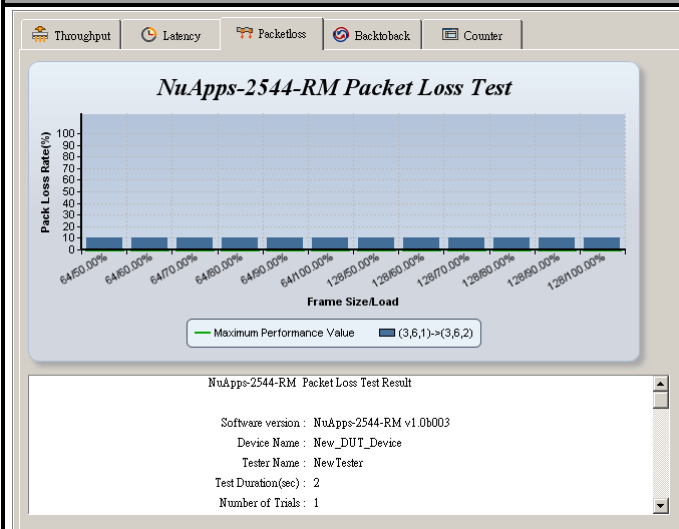 Throughput Latency Packetloss Backtoback Counter
NuApps-2544-RM Packet Loss Test
Pack Loss Rate(%)
100
90
80
70
60
50
40
30
20
10
0
64/50.00% 64/60.00% 64/70.00% 64/80.00% 64/90.00% 64/100.00% 128/50.00% 128/60.00% 128/70.00% 128/80.00% 128/90.00% 128/100.00%
Frame Size/Load
Maximum Performance Value (3,6,1)->(3,6,2)
NuApps-2544-RM Packet Loss Test Result
Software version : NuApps-2544-RM v1.0b003
Device Name : New_DUT_Device
Tester Name : NewTester
Test Duration(sec) : 2
Number of Trials : 1